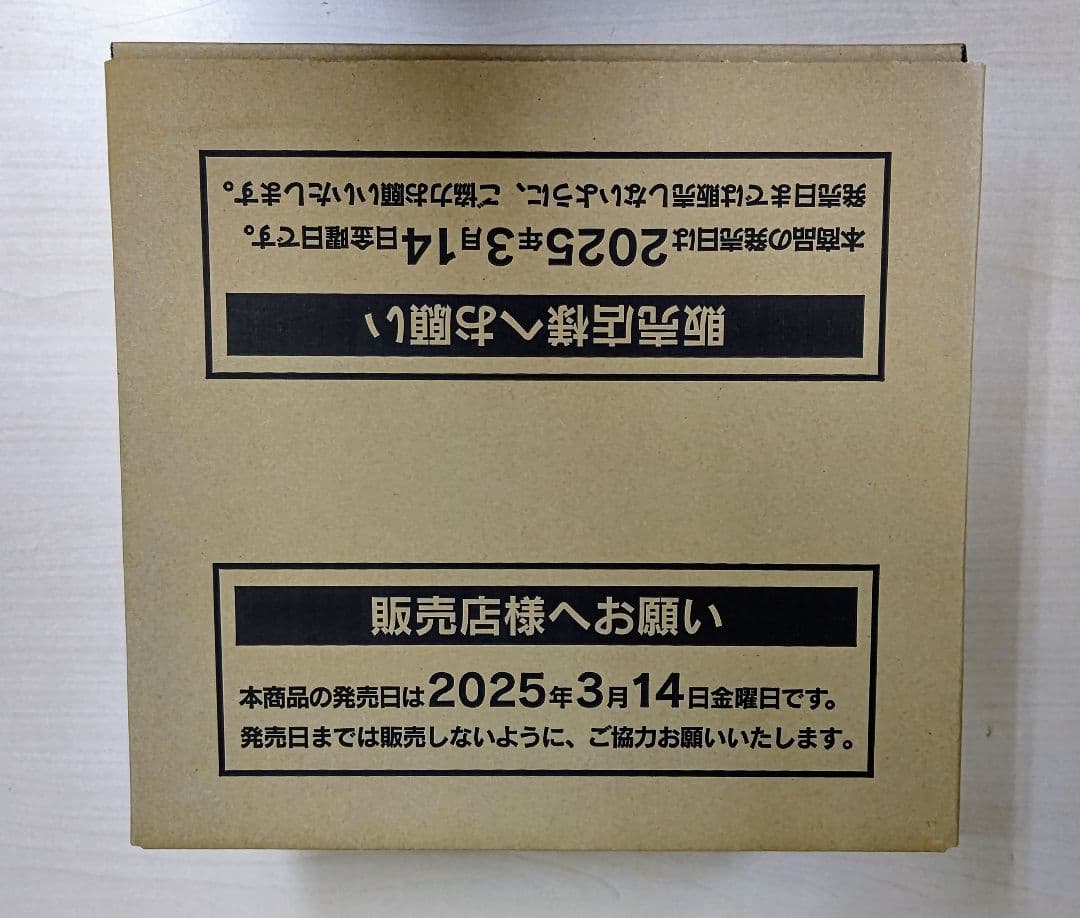 発売日までは販売しないように、ご協力お願いいたします。
本商品の発売日は2025年3月14日金曜日です。
販売店様へお願い
販売店様へお願い
本商品の発売日は2025年3月14日金曜日です。
発売日までは販売しないように、ご協力お願いいたします。